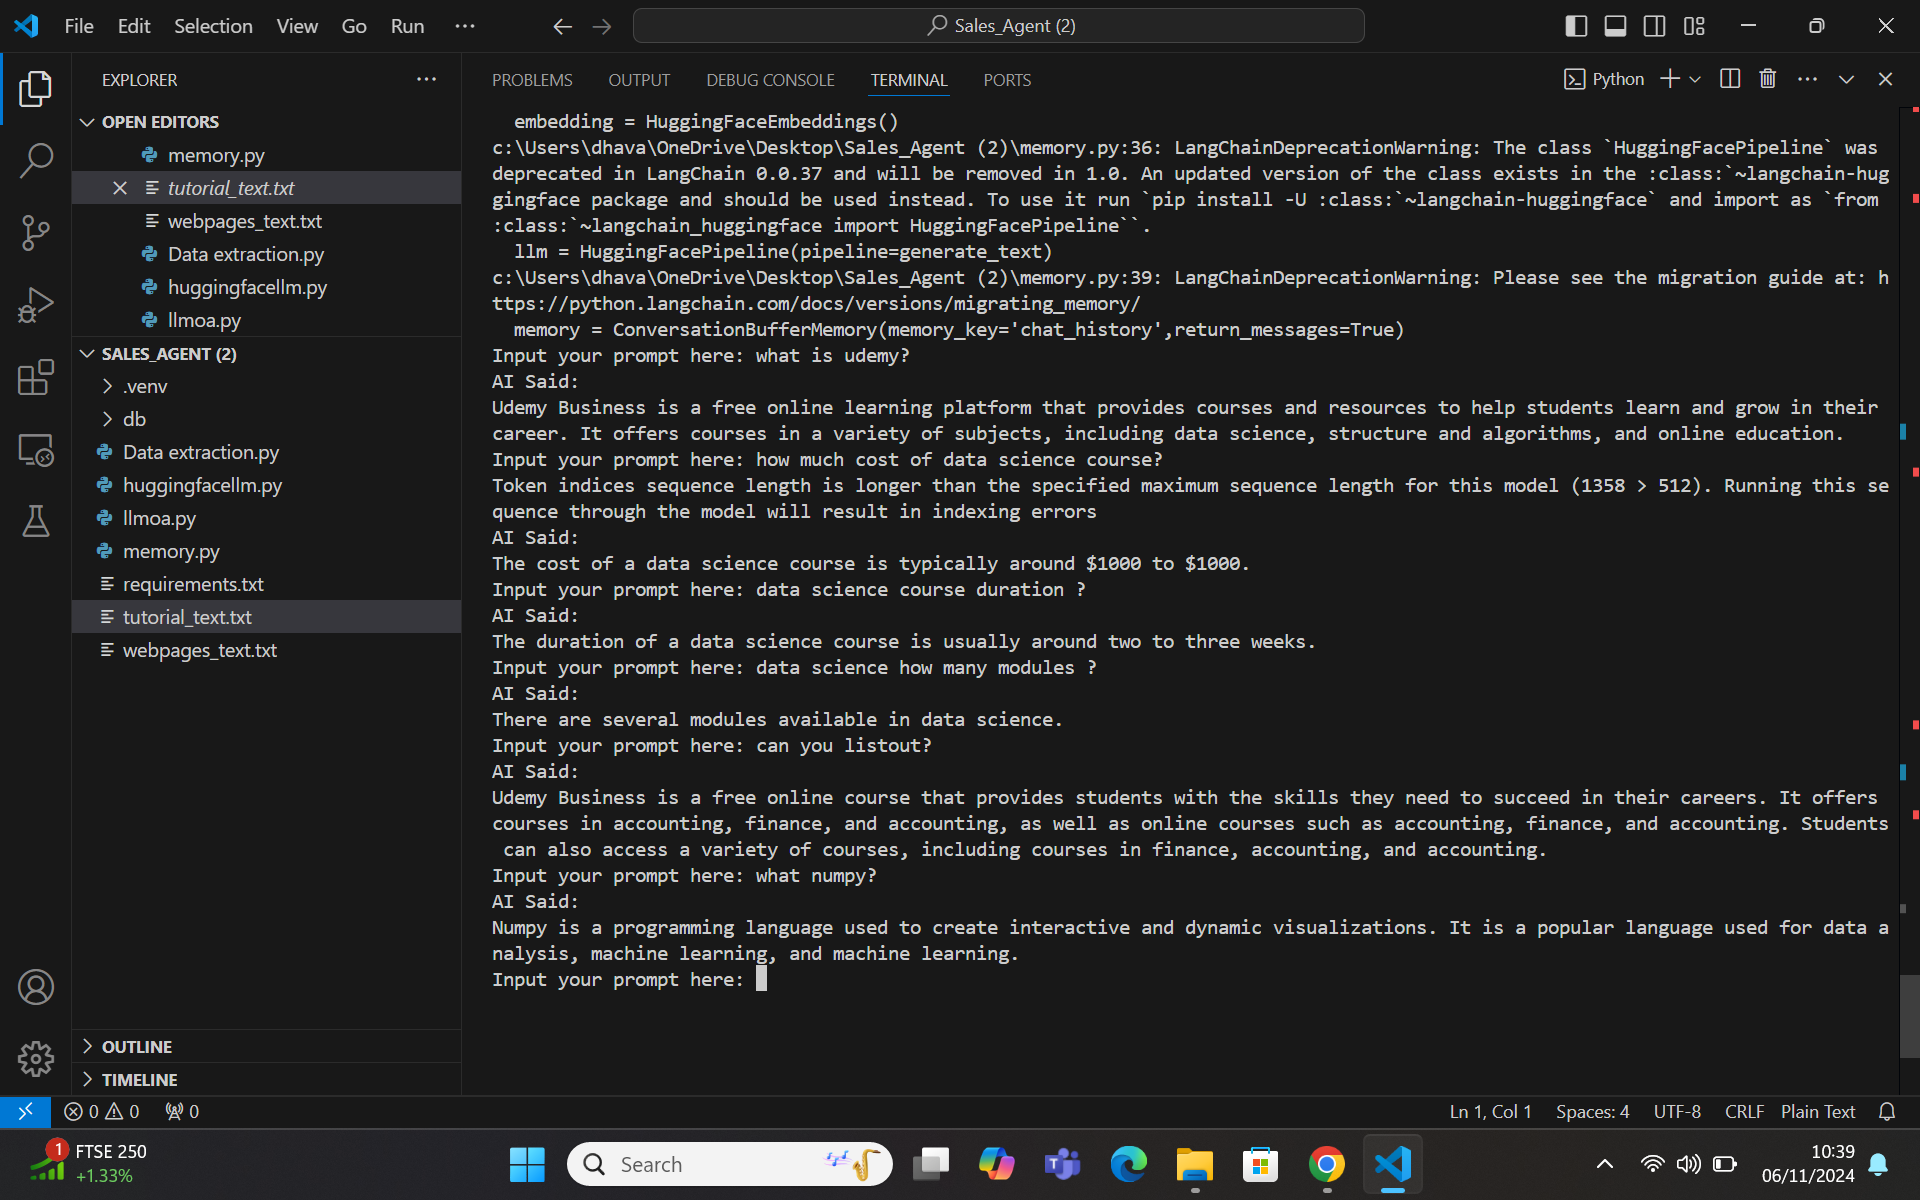 File Edit Selection View Go Run ···
Sales_Agent (2)
EXPLORER ···
OPEN EDITORS
memory.py
tutorial_text.txt
webpages_text.txt
Data extraction.py
huggingfacellm.py
llmoa.py
SALES_AGENT (2)
.venv
db
Data extraction.py
huggingfacellm.py
llmoa.py
memory.py
requirements.txt
tutorial_text.txt
webpages_text.txt
OUTLINE
TIMELINE
PROBLEMS OUTPUT DEBUG CONSOLE TERMINAL PORTS
Python
embedding = HuggingFaceEmbeddings()
c:\Users\dhava\OneDrive\Desktop\Sales_Agent (2)\memory.py:36: LangChainDeprecationWarning: The class `HuggingFacePipeline` was
deprecated in LangChain 0.0.37 and will be removed in 1.0. An updated version of the class exists in the :class:`~langchain-hug
gingface package and should be used instead. To use it run `pip install -U :class:`~langchain-huggingface` and import as `from
:class:`~langchain_huggingface import HuggingFacePipeline``.
llm = HuggingFacePipeline(pipeline=generate_text)
c:\Users\dhava\OneDrive\Desktop\Sales_Agent (2)\memory.py:39: LangChainDeprecationWarning: Please see the migration guide at: h
ttps://python.langchain.com/docs/versions/migrating_memory/
memory = ConversationBufferMemory(memory_key='chat_history',return_messages=True)
Input your prompt here: what is udemy?
AI Said:
Udemy Business is a free online learning platform that provides courses and resources to help students learn and grow in their
career. It offers courses in a variety of subjects, including data science, structure and algorithms, and online education.
Input your prompt here: how much cost of data science course?
Token indices sequence length is longer than the specified maximum sequence length for this model (1358 > 512). Running this se
quence through the model will result in indexing errors
AI Said:
The cost of a data science course is typically around $1000 to $1000.
Input your prompt here: data science course duration ?
AI Said:
The duration of a data science course is usually around two to three weeks.
Input your prompt here: data science how many modules ?
AI Said:
There are several modules available in data science.
Input your prompt here: can you listout?
AI Said:
Udemy Business is a free online course that provides students with the skills they need to succeed in their careers. It offers
courses in accounting, finance, and accounting, as well as online courses such as accounting, finance, and accounting. Students
can also access a variety of courses, including courses in finance, accounting, and accounting.
Input your prompt here: what numpy?
AI Said:
Numpy is a programming language used to create interactive and dynamic visualizations. It is a popular language used for data a
nalysis, machine learning, and machine learning.
Input your prompt here:
0 0 0
Ln 1, Col 1 Spaces: 4 UTF-8 CRLF Plain Text
1 FTSE 250
+1.33%
Search
10:39
06/11/2024